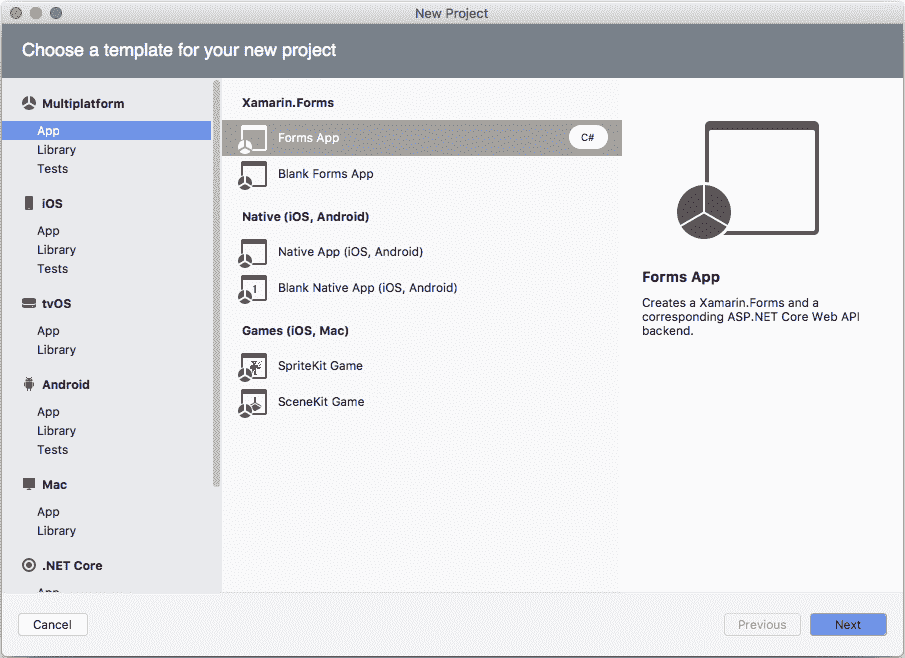 New Project
Choose a template for your new project
Multiplatform
App
Library
Tests
iOS
App
Library
Tests
tvOS
App
Library
Android
App
Library
Tests
Mac
App
Library
.NET Core
App
Xamarin.Forms
Forms App
C#
Blank Forms App
Native (iOS, Android)
Native App (iOS, Android)
1
Blank Native App (iOS, Android)
Games (iOS, Mac)
SpriteKit Game
SceneKit Game
Forms App
Creates a Xamarin.Forms and a
corresponding ASP.NET Core Web API
backend.
Cancel
Previous
Next